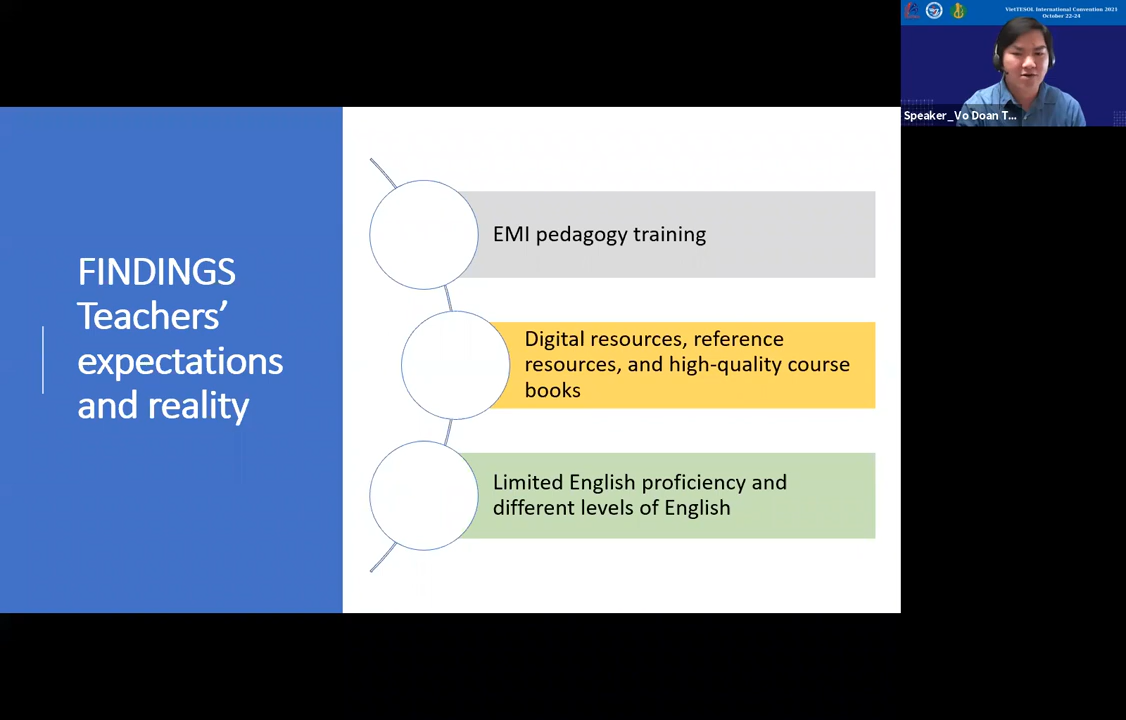 VietTESOL International Convention 2021
October 22-24
Speaker_Vo Doan T...
FINDINGS
Teachers’
expectations
and reality
EMI pedagogy training
Digital resources, reference
resources, and high-quality course
books
Limited English proficiency and
different levels of English